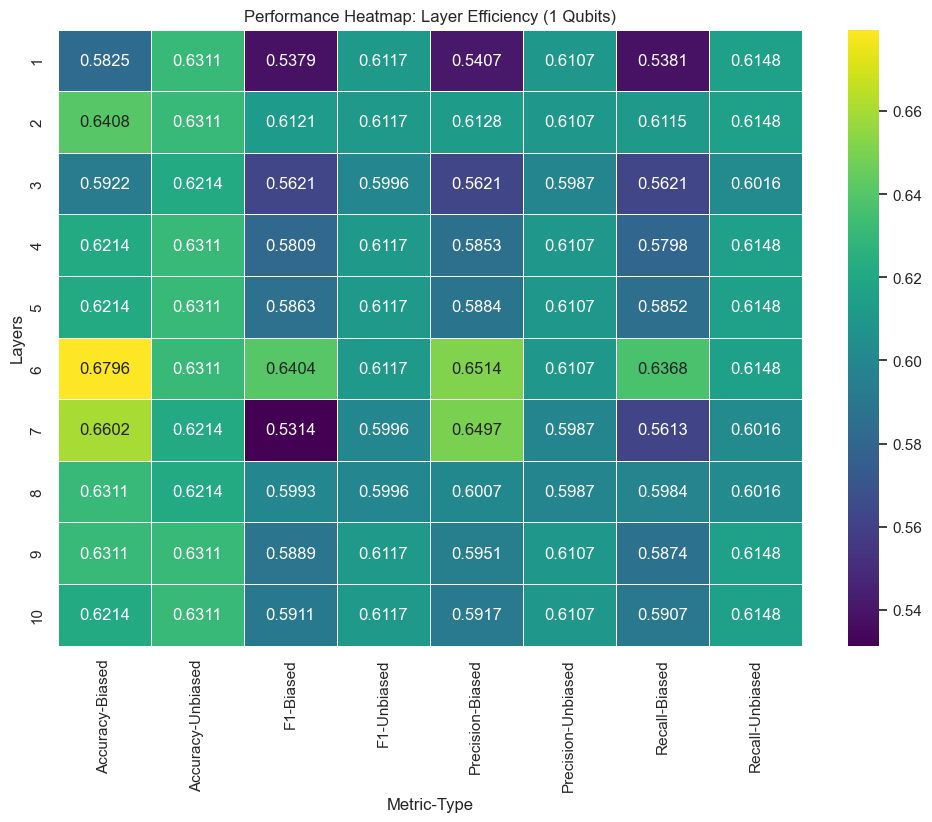 Performance Heatmap: Layer Efficiency (1 Qubits)
Layers
1 0.5825 0.6311 0.5379 0.6117 0.5407 0.6107 0.5381 0.6148
2 0.6408 0.6311 0.6121 0.6117 0.6128 0.6107 0.6115 0.6148
3 0.5922 0.6214 0.5621 0.5996 0.5621 0.5987 0.5621 0.6016
4 0.6214 0.6311 0.5809 0.6117 0.5853 0.6107 0.5798 0.6148
5 0.6214 0.6311 0.5863 0.6117 0.5884 0.6107 0.5852 0.6148
6 0.6796 0.6311 0.6404 0.6117 0.6514 0.6107 0.6368 0.6148
7 0.6602 0.6214 0.5314 0.5996 0.6497 0.5987 0.5613 0.6016
8 0.6311 0.6214 0.5993 0.5996 0.6007 0.5987 0.5984 0.6016
9 0.6311 0.6311 0.5889 0.6117 0.5951 0.6107 0.5874 0.6148
10 0.6214 0.6311 0.5911 0.6117 0.5917 0.6107 0.5907 0.6148
Accuracy-Biased
Accuracy-Unbiased
F1-Biased
F1-Unbiased
Precision-Biased
Precision-Unbiased
Recall-Biased
Recall-Unbiased
Metric-Type
0.66
0.64
0.62
0.60
0.58
0.56
0.54